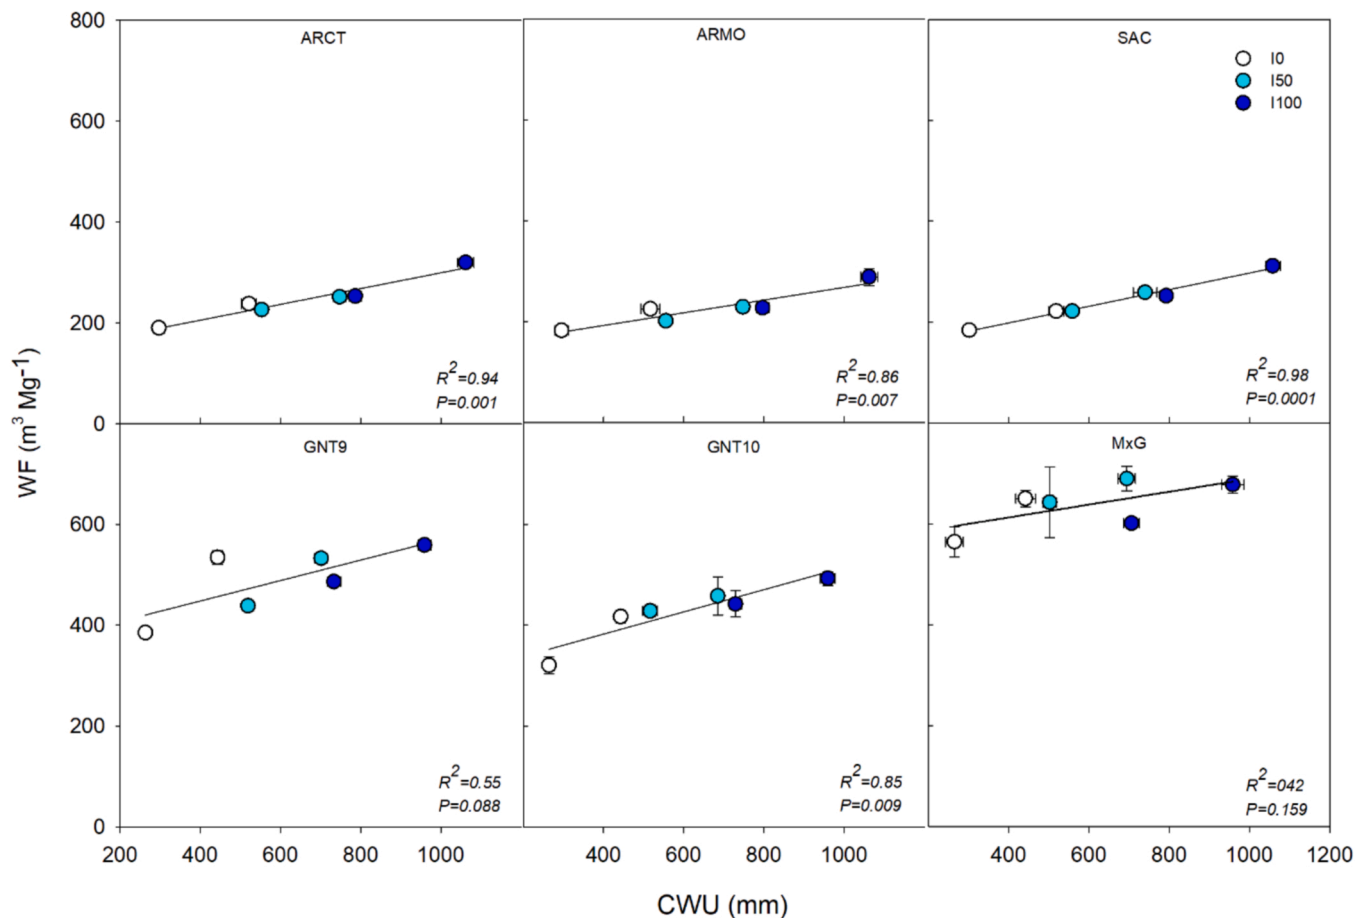 WF (m³ Mg⁻¹)
800
600
400
200
0
ARCT
R²=0.94
P=0.001
ARMO
R²=0.86
P=0.007
SAC
I0
I50
I100
R²=0.98
P=0.0001
600
400
200
0
GNT9
R²=0.55
P=0.088
GNT10
R²=0.85
P=0.009
MxG
R²=042
P=0.159
200 400 600 800 1000 400 600 800 1000 400 600 800 1000 1200
CWU (mm)